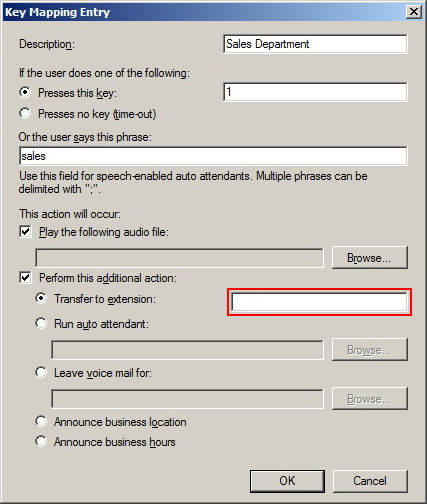 Key Mapping Entry
Description: Sales Department
If the user does one of the following:
Presses this key: 1
Presses no key (time-out)
Or the user says this phrase:
sales
Use this field for speech-enabled auto attendants. Multiple phrases can be
delimited with ";".
This action will occur:
Play the following audio file:
Browse...
Perform this additional action:
Transfer to extension:
Run auto attendant:
Browse...
Leave voice mail for:
Browse...
Announce business location
Announce business hours
OK Cancel